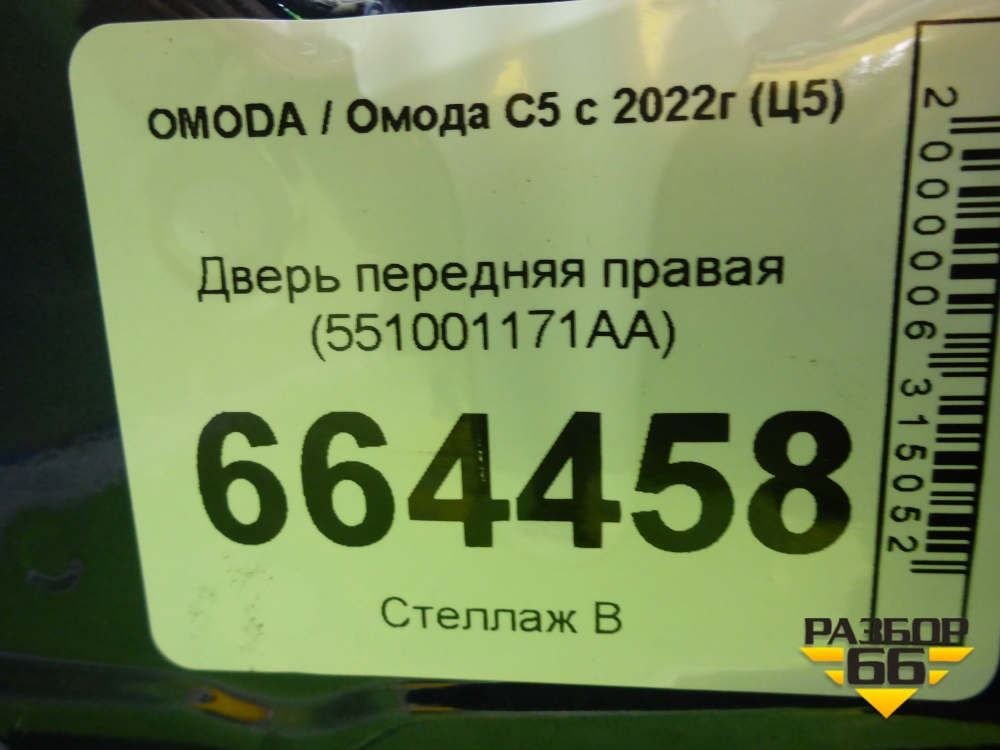 OMODA / Омода С5 с 2022г (Ц5)
Дверь передняя правая
(551001171AA)
664458
Стеллаж В
2000006315052
РАЗБОР
66